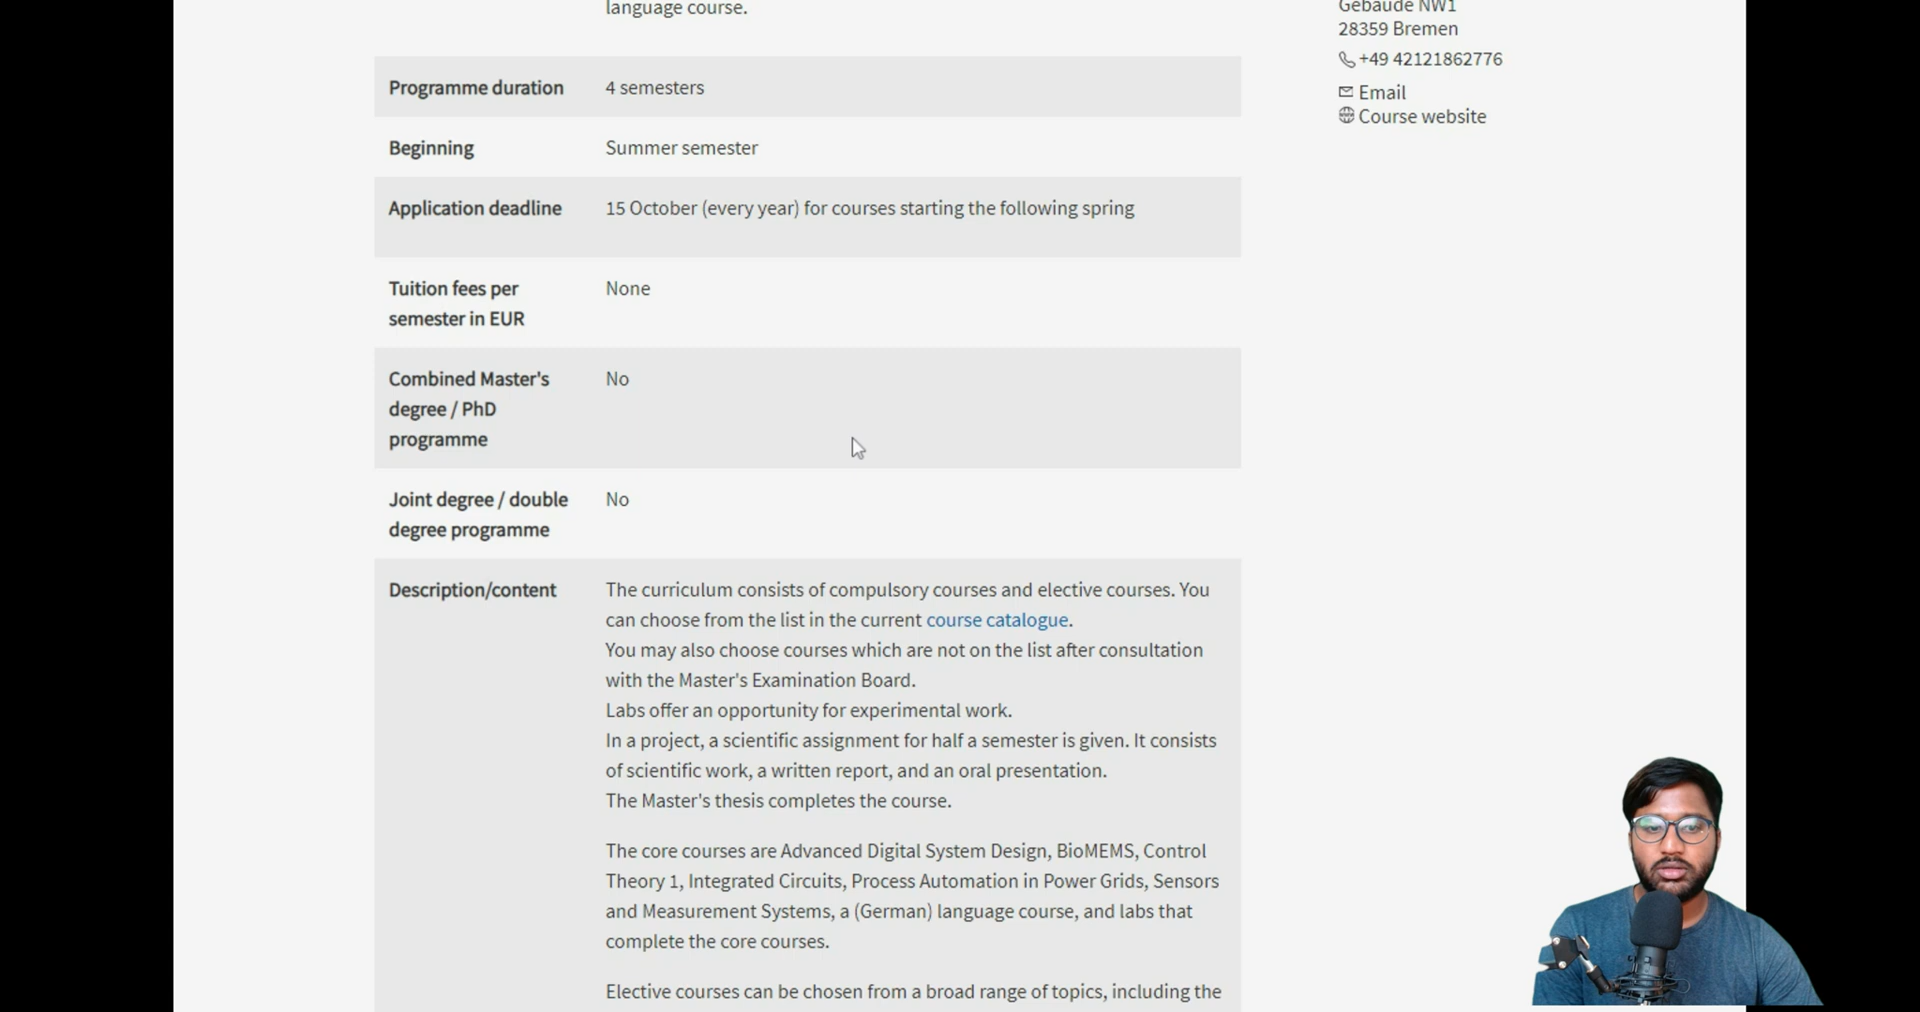 language course.
Gebäude NW1
28359 Bremen
+49 42121862776
Email
Course website
Programme duration
4 semesters
Beginning
Summer semester
Application deadline
15 October (every year) for courses starting the following spring
Tuition fees per
semester in EUR
None
Combined Master's
degree / PhD
programme
No
Joint degree / double
degree programme
No
Description/content
The curriculum consists of compulsory courses and elective courses. You
can choose from the list in the current course catalogue.
You may also choose courses which are not on the list after consultation
with the Master's Examination Board.
Labs offer an opportunity for experimental work.
In a project, a scientific assignment for half a semester is given. It consists
of scientific work, a written report, and an oral presentation.
The Master's thesis completes the course.
The core courses are Advanced Digital System Design, BioMEMS, Control
Theory 1, Integrated Circuits, Process Automation in Power Grids, Sensors
and Measurement Systems, a (German) language course, and labs that
complete the core courses.
Elective courses can be chosen from a broad range of topics, including the